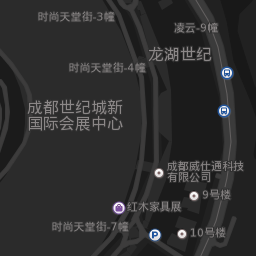 时尚天堂街-3幢
凌云-9幢
龙湖世纪
时尚天堂街-4幢
成都世纪城新
国际会展中心
成都威仕通科技
有限公司
9号楼
红木家具展
时尚天堂街-7幢
P
10号楼